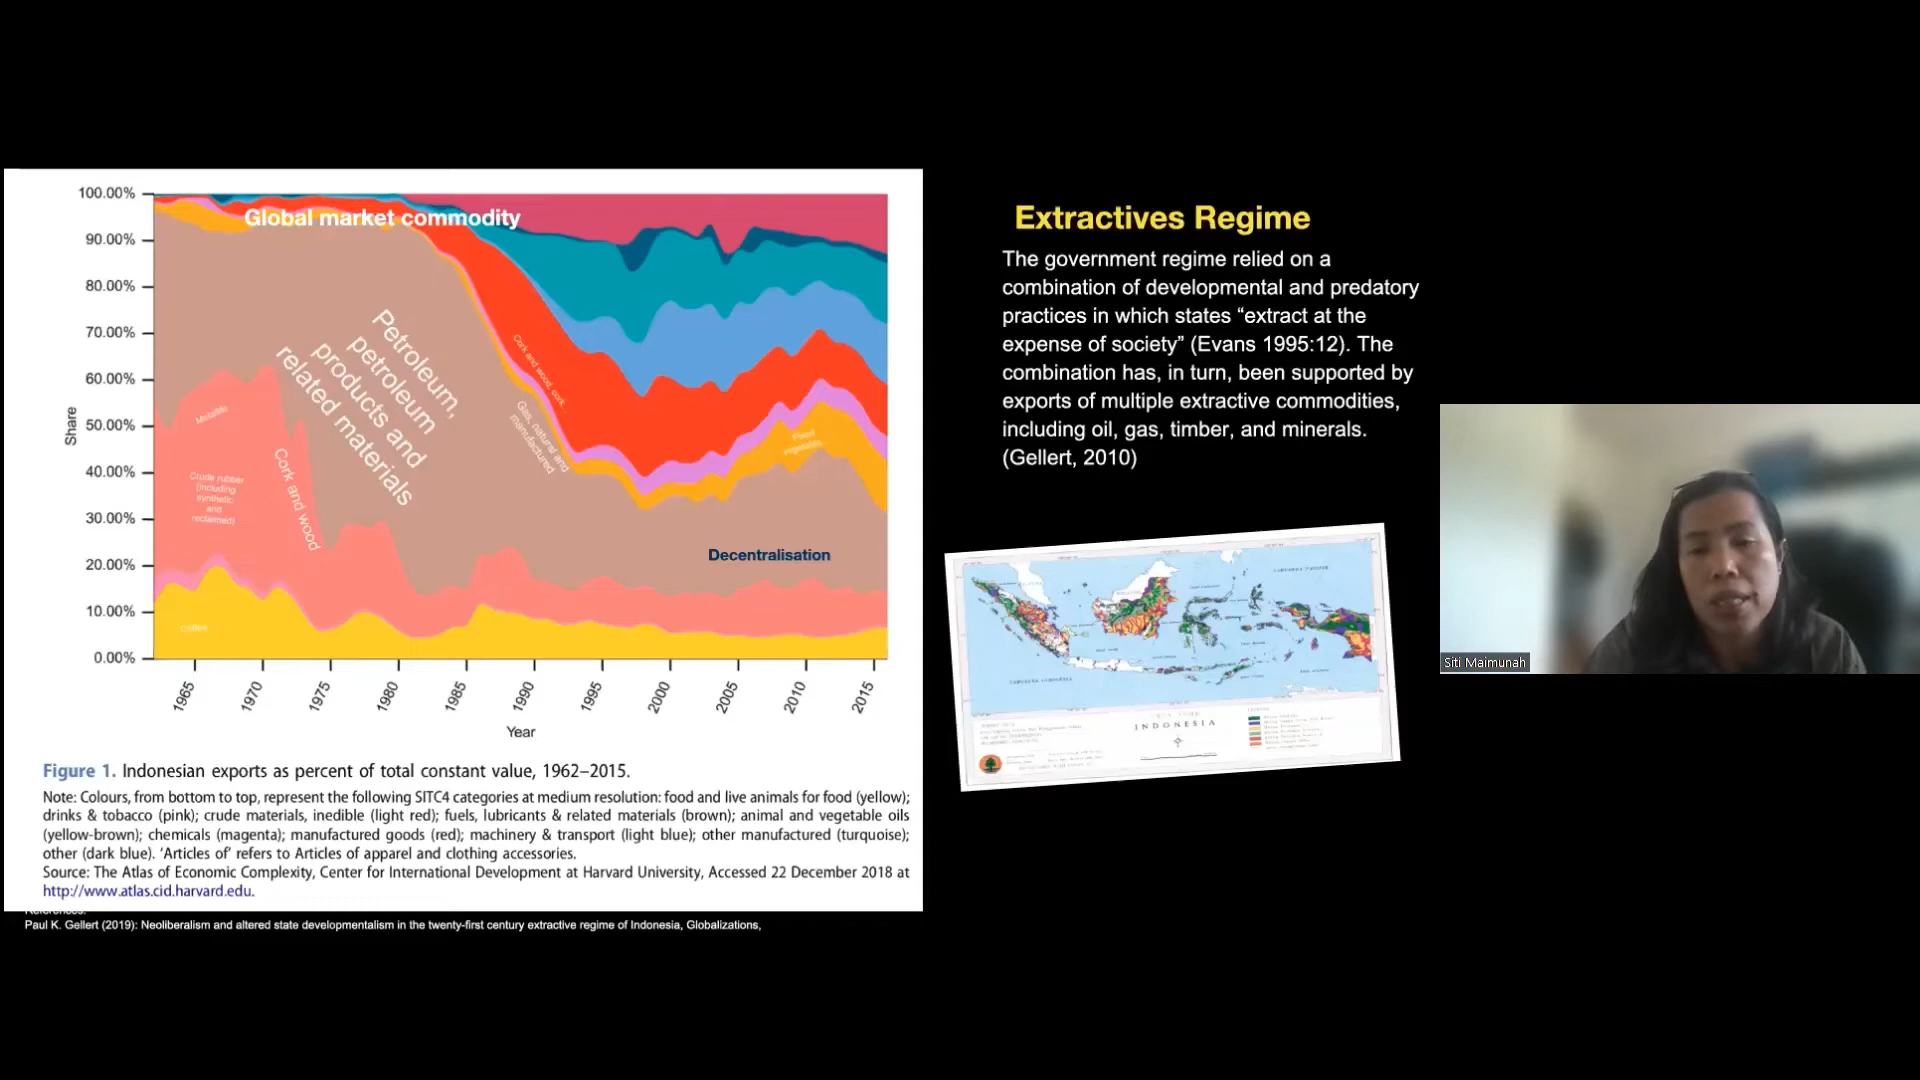 100.00%
90.00%
80.00%
70.00%
60.00%
50.00%
40.00%
30.00%
20.00%
10.00%
0.00%
Share
Global market commodity
Petroleum,
petroleum
products and
related materials
Crude rubber
(including
synthetic
and
reclaimed)
Cork and wood
Coffee
Cork and wood, cork
Gas, natural and
manufactured
Fixed
vegetable
Decentralisation
1965
1970
1975
1980
1985
1990
1995
2000
2005
2010
2015
Year
Figure 1. Indonesian exports as percent of total constant value, 1962–2015.
Note: Colours, from bottom to top, represent the following SITC4 categories at medium resolution: food and live animals for food (yellow);
drinks & tobacco (pink); crude materials, inedible (light red); fuels, lubricants & related materials (brown); animal and vegetable oils
(yellow-brown); chemicals (magenta); manufactured goods (red); machinery & transport (light blue); other manufactured (turquoise);
other (dark blue). ‘Articles of’ refers to Articles of apparel and clothing accessories.
Source: The Atlas of Economic Complexity, Center for International Development at Harvard University, Accessed 22 December 2018 at
http://www.atlas.cid.harvard.edu.
References:
Paul K. Gellert (2019): Neoliberalism and altered state developmentalism in the twenty-first century extractive regime of Indonesia, Globalizations,
Extractives Regime
The government regime relied on a
combination of developmental and predatory
practices in which states “extract at the
expense of society” (Evans 1995:12). The
combination has, in turn, been supported by
exports of multiple extractive commodities,
including oil, gas, timber, and minerals.
(Gellert, 2010)
INDONESIA
Siti Maimunah